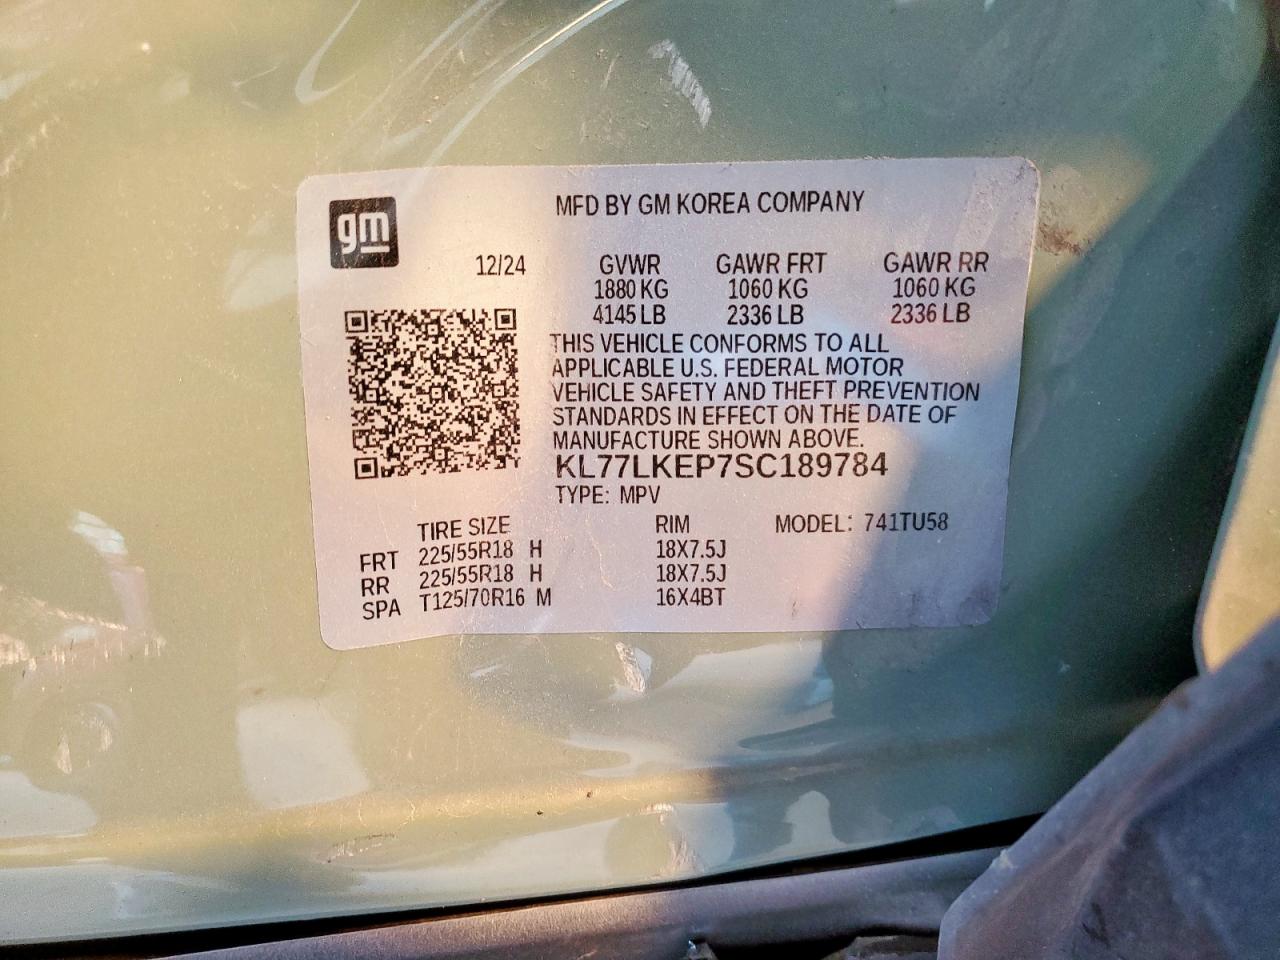 gm
MFD BY GM KOREA COMPANY
12/24 GVWR GAWR FRT GAWR RR
1880 KG 1060 KG 1060 KG
4145 LB 2336 LB 2336 LB
THIS VEHICLE CONFORMS TO ALL
APPLICABLE U.S. FEDERAL MOTOR
VEHICLE SAFETY AND THEFT PREVENTION
STANDARDS IN EFFECT ON THE DATE OF
MANUFACTURE SHOWN ABOVE.
KL77LKEP7SC189784
TYPE: MPV
TIRE SIZE RIM MODEL: 741TU58
FRT 225/55R18 H 18X7.5J
RR 225/55R18 H 18X7.5J
SPA T125/70R16 M 16X4BT